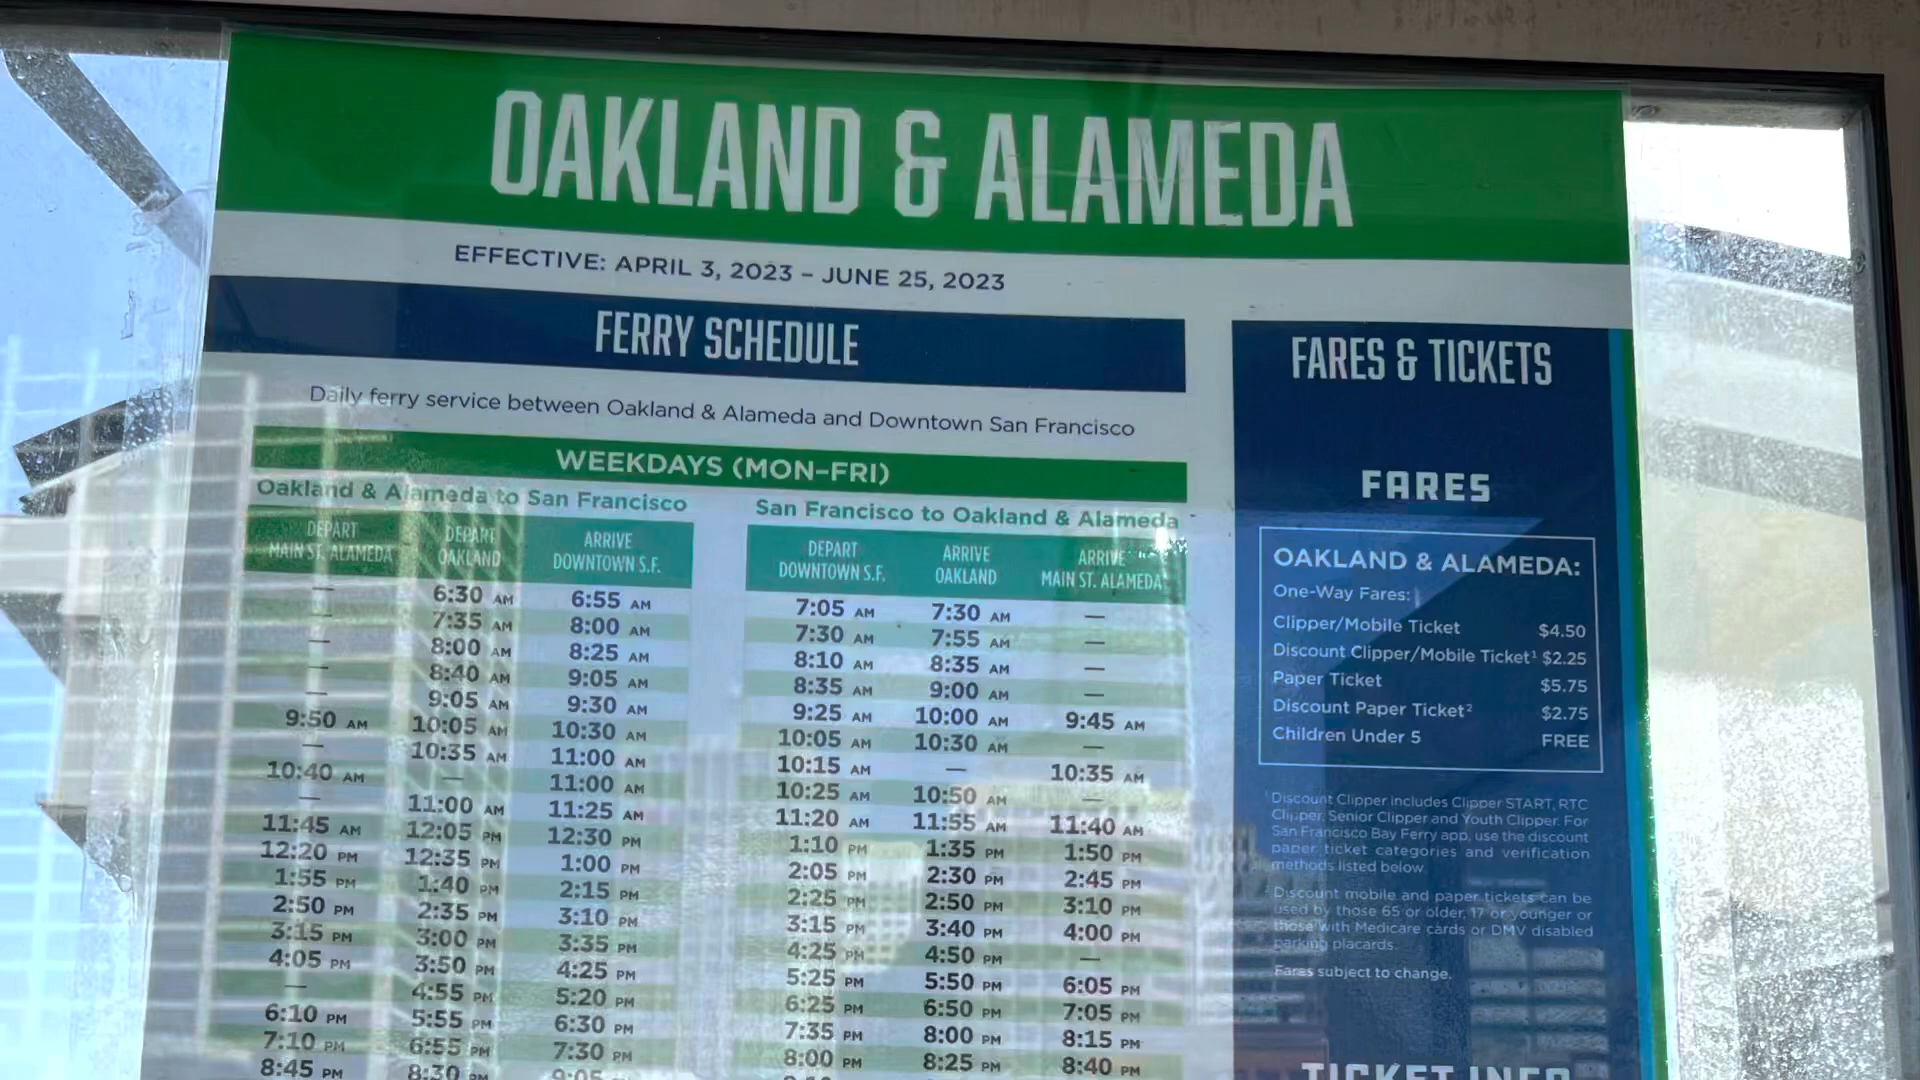 OAKLAND & ALAMEDA
EFFECTIVE: APRIL 3, 2023 – JUNE 25, 2023
FERRY SCHEDULE
Daily ferry service between Oakland & Alameda and Downtown San Francisco
WEEKDAYS (MON–FRI)
Oakland & Alameda to San Francisco
DEPART MAIN ST. ALAMEDA DEPART OAKLAND ARRIVE DOWNTOWN S.F.
— 6:30 AM 6:55 AM
— 7:35 AM 8:00 AM
— 8:00 AM 8:25 AM
— 8:40 AM 9:05 AM
— 9:05 AM 9:30 AM
9:50 AM 10:05 AM 10:30 AM
— 10:35 AM 11:00 AM
10:40 AM — 11:00 AM
— 11:00 AM 11:25 AM
11:45 AM 12:05 PM 12:30 PM
12:20 PM 12:35 PM 1:00 PM
1:55 PM 1:40 PM 2:15 PM
2:50 PM 2:35 PM 3:10 PM
3:15 PM 3:00 PM 3:35 PM
4:05 PM 3:50 PM 4:25 PM
— 4:55 PM 5:20 PM
6:10 PM 5:55 PM 6:30 PM
7:10 PM 6:55 PM 7:30 PM
8:45 PM 8:30 PM 9:05
San Francisco to Oakland & Alameda
DEPART DOWNTOWN S.F. ARRIVE OAKLAND ARRIVE MAIN ST. ALAMEDA
7:05 AM 7:30 AM —
7:30 AM 7:55 AM —
8:10 AM 8:35 AM —
8:35 AM 9:00 AM —
9:25 AM 10:00 AM 9:45 AM
10:05 AM 10:30 AM —
10:15 AM — 10:35 AM
10:25 AM 10:50 AM —
11:20 AM 11:55 AM 11:40 AM
1:10 PM 1:35 PM 1:50 PM
2:05 PM 2:30 PM 2:45 PM
2:25 PM 2:50 PM 3:10 PM
3:15 PM 3:40 PM 4:00 PM
4:25 PM 4:50 PM —
5:25 PM 5:50 PM 6:05 PM
6:25 PM 6:50 PM 7:05 PM
7:35 PM 8:00 PM 8:15 PM
8:00 PM 8:25 PM 8:40 PM
FARES & TICKETS
FARES
OAKLAND & ALAMEDA:
One-Way Fares:
Clipper/Mobile Ticket $4.50
Discount Clipper/Mobile Ticket¹ $2.25
Paper Ticket $5.75
Discount Paper Ticket² $2.75
Children Under 5 FREE
¹ Discount Clipper includes Clipper START, RTC
Clipper, Senior Clipper and Youth Clipper. For
San Francisco Bay Ferry app, use the discount
paper ticket categories and verification
methods listed below.
² Discount mobile and paper tickets can be
used by those 65 or older, 17 or younger or
those with Medicare cards or DMV disabled
parking placards.
Fares subject to change.
TICKET INFO